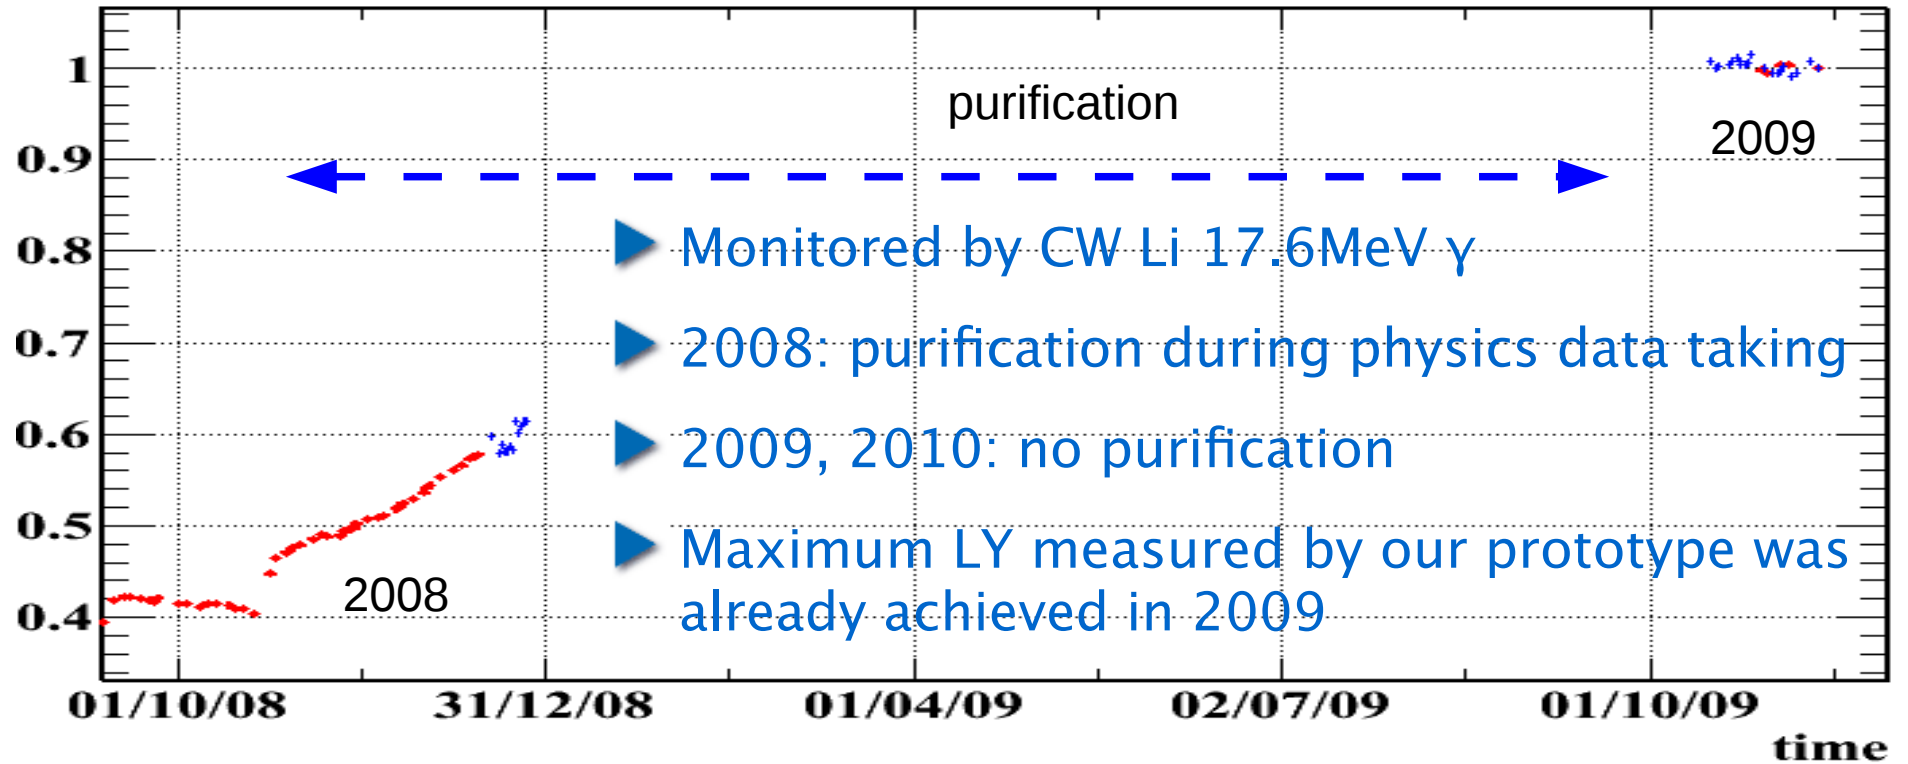 1
purification
2009
0.9
0.8
Monitored by CW Li 17.6MeV γ
0.7
2008: purification during physics data taking
0.6
2009, 2010: no purification
0.5
Maximum LY measured by our prototype was
already achieved in 2009
2008
0.4
01/10/08 31/12/08 01/04/09 02/07/09 01/10/09
time